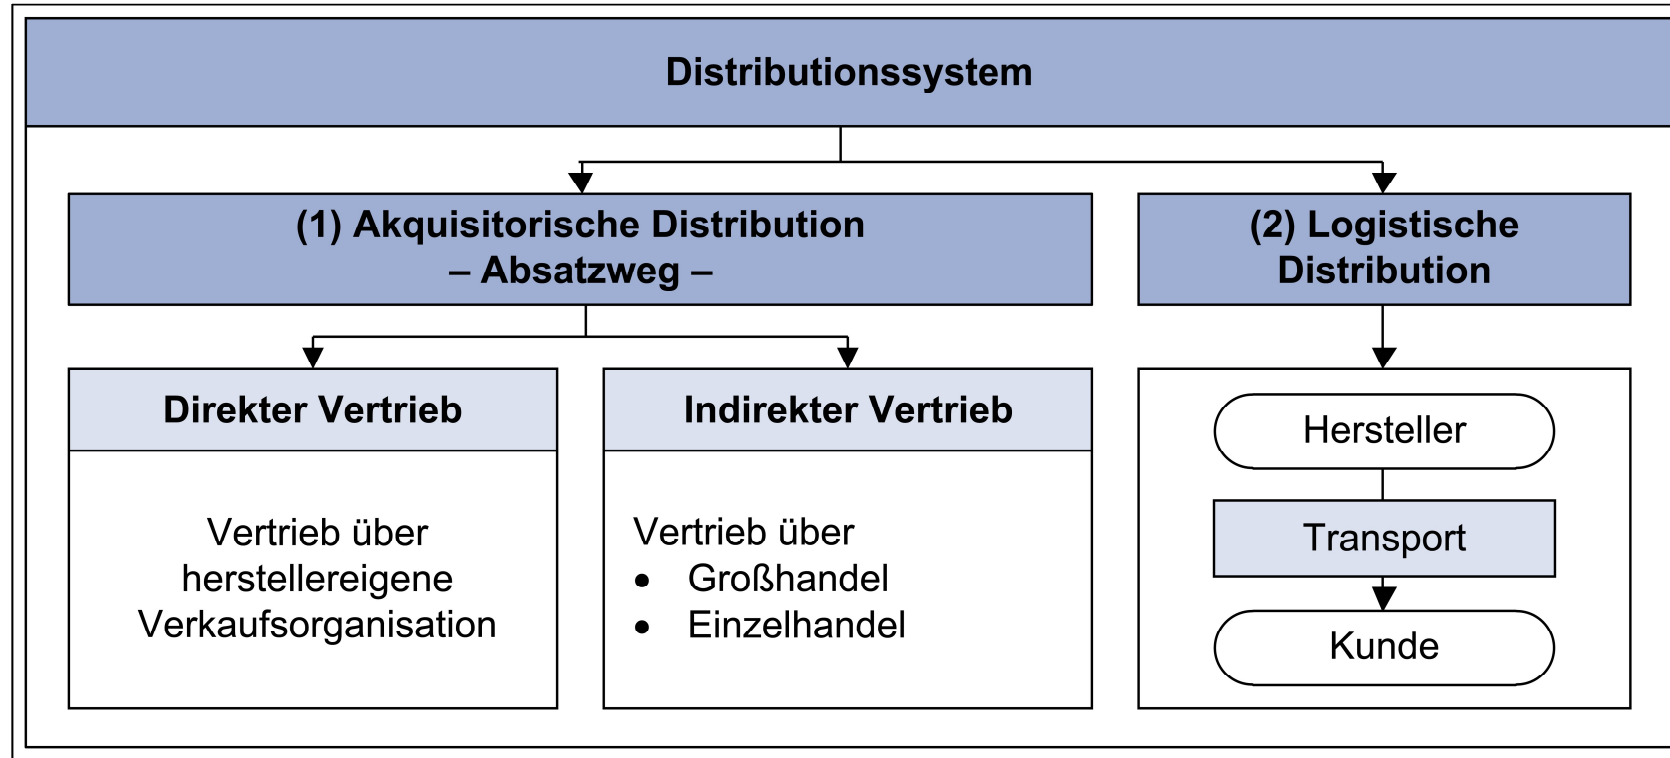 Distributionssystem
(1) Akquisitorische Distribution
– Absatzweg –
(2) Logistische
Distribution
Direkter Vertrieb
Vertrieb über
herstellereigene
Verkaufsorganisation
Indirekter Vertrieb
Vertrieb über
• Großhandel
• Einzelhandel
Hersteller
Transport
Kunde